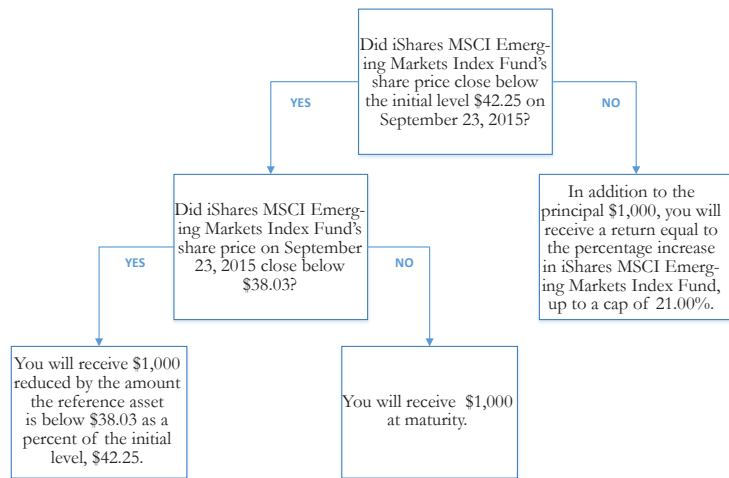 Did iShares MSCI Emerg-
ing Markets Index Fund's
share price close below
the initial level $42.25 on
September 23, 2015?
YES
NO
Did iShares MSCI Emerg-
ing Markets Index Fund's
share price on September
23, 2015 close below
$38.03?
In addition to the
principal $1,000, you will
receive a return equal to
the percentage increase
in iShares MSCI Emerg-
ing Markets Index Fund,
up to a cap of 21.00%.
YES
NO
You will receive $1,000
reduced by the amount
the reference asset
is below $38.03 as a
percent of the initial
level, $42.25.
You will receive $1,000
at maturity.